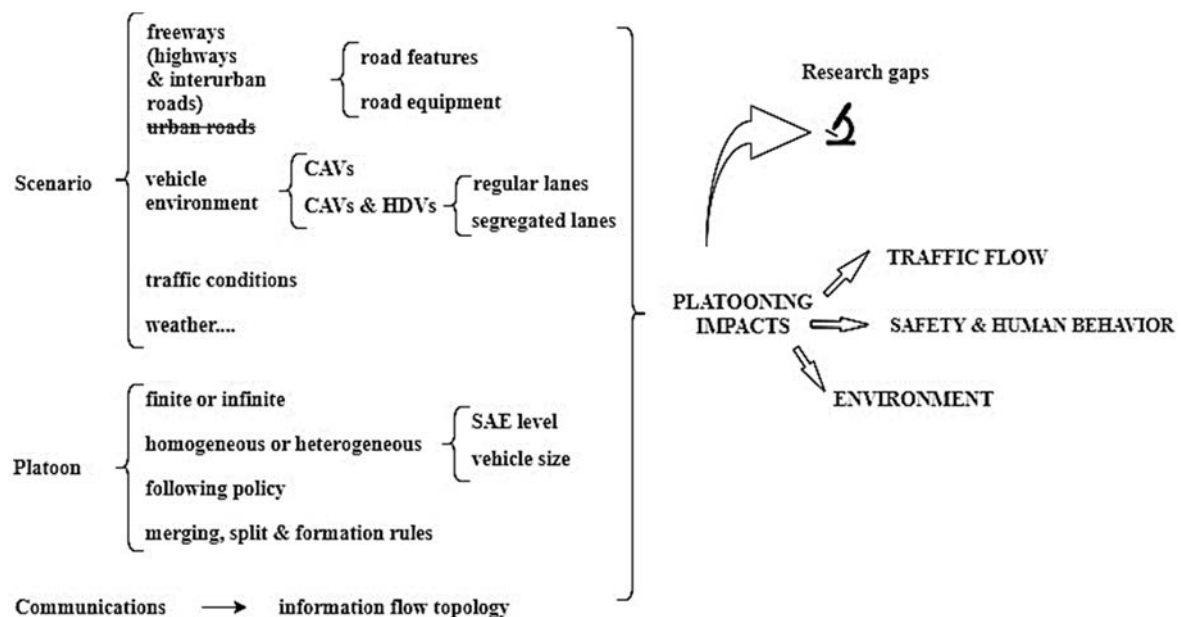 Scenario
freeways
(highways
& interurban
roads)
urban roads
road features
road equipment
vehicle
environment
CAVs
CAVs & HDVs
regular lanes
segregated lanes
traffic conditions
weather....
Platoon
finite or infinite
homogeneous or heterogeneous
SAE level
vehicle size
following policy
merging, split & formation rules
Communications
information flow topology
Research gaps
PLATOONING
IMPACTS
TRAFFIC FLOW
SAFETY & HUMAN BEHAVIOR
ENVIRONMENT